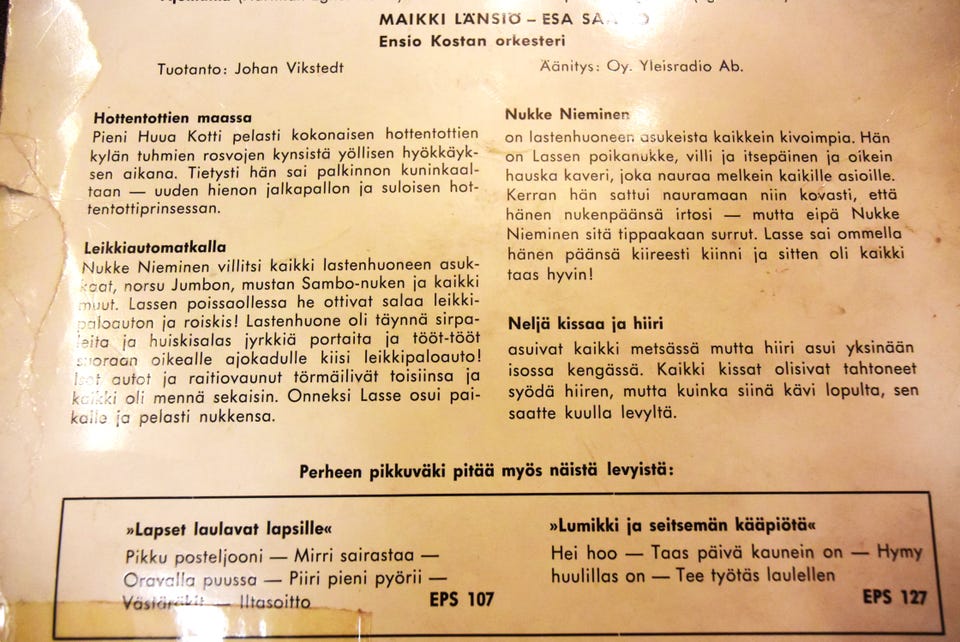 MAIKKI LÄNSIÖ – ESA
Ensio Kostan orkesteri
Tuotanto: Johan Vikstedt
Äänitys: Oy. Yleisradio Ab.
Hottentottien maassa
Pieni Huua Kotti pelasti kokonaisen hottentottien
kylän tuhmien rosvojen kynsistä yöllisen hyökkäyk-
sen aikana. Tietysti hän sai palkinnon kuninkaal-
taan — uuden hienon jalkapallon ja suloisen hot-
tentottiprinsessan.
Leikkiautomatkalla
Nukke Nieminen villitsi kaikki lastenhuoneen asuk-
kaat, norsu Jumbon, mustan Sambo-nuken ja kaikki
muut. Lassen poissaollessa he ottivat salaa leikki-
paloauton ja roiskis! Lastenhuone oli täynnä sirpa-
leita ja huiskisalas jyrkkiä portaita ja tööt-tööt
suoraan oikealle ajokadulle kiisi leikkipaloauto!
Isot autot ja raitiovaunut törmäilivät toisiinsa ja
kaikki oli mennä sekaisin. Onneksi Lasse osui pai-
kalle ja pelasti nukkensa.
Nukke Nieminen
on lastenhuoneen asukeista kaikkein kivoimpia. Hän
on Lassen poikanukke, villi ja itsepäinen ja oikein
hauska kaveri, joka nauraa melkein kaikille asioille.
Kerran hän sattui nauramaan niin kovasti, että
hänen nukenpäänsä irtosi — mutta eipä Nukke
Nieminen sitä tippaakaan surrut. Lasse sai ommella
hänen päänsä kiireesti kiinni ja sitten oli kaikki
taas hyvin!
Neljä kissaa ja hiiri
asuivat kaikki metsässä mutta hiiri asui yksinään
isossa kengässä. Kaikki kissat olisivat tahtoneet
syödä hiiren, mutta kuinka siinä kävi lopulta, sen
saatte kuulla levyltä.
Perheen pikkuväki pitää myös näistä levyistä:
»Lapset laulavat lapsille«
Pikku posteljooni — Mirri sairastaa —
Oravalla puussa — Piiri pieni pyörii —
Västäräkit — Iltasoitto
EPS 107
»Lumikki ja seitsemän kääpiötä«
Hei hoo — Taas päivä kaunein on — Hymy
huulillas on — Tee työtäs laulellen
EPS 127